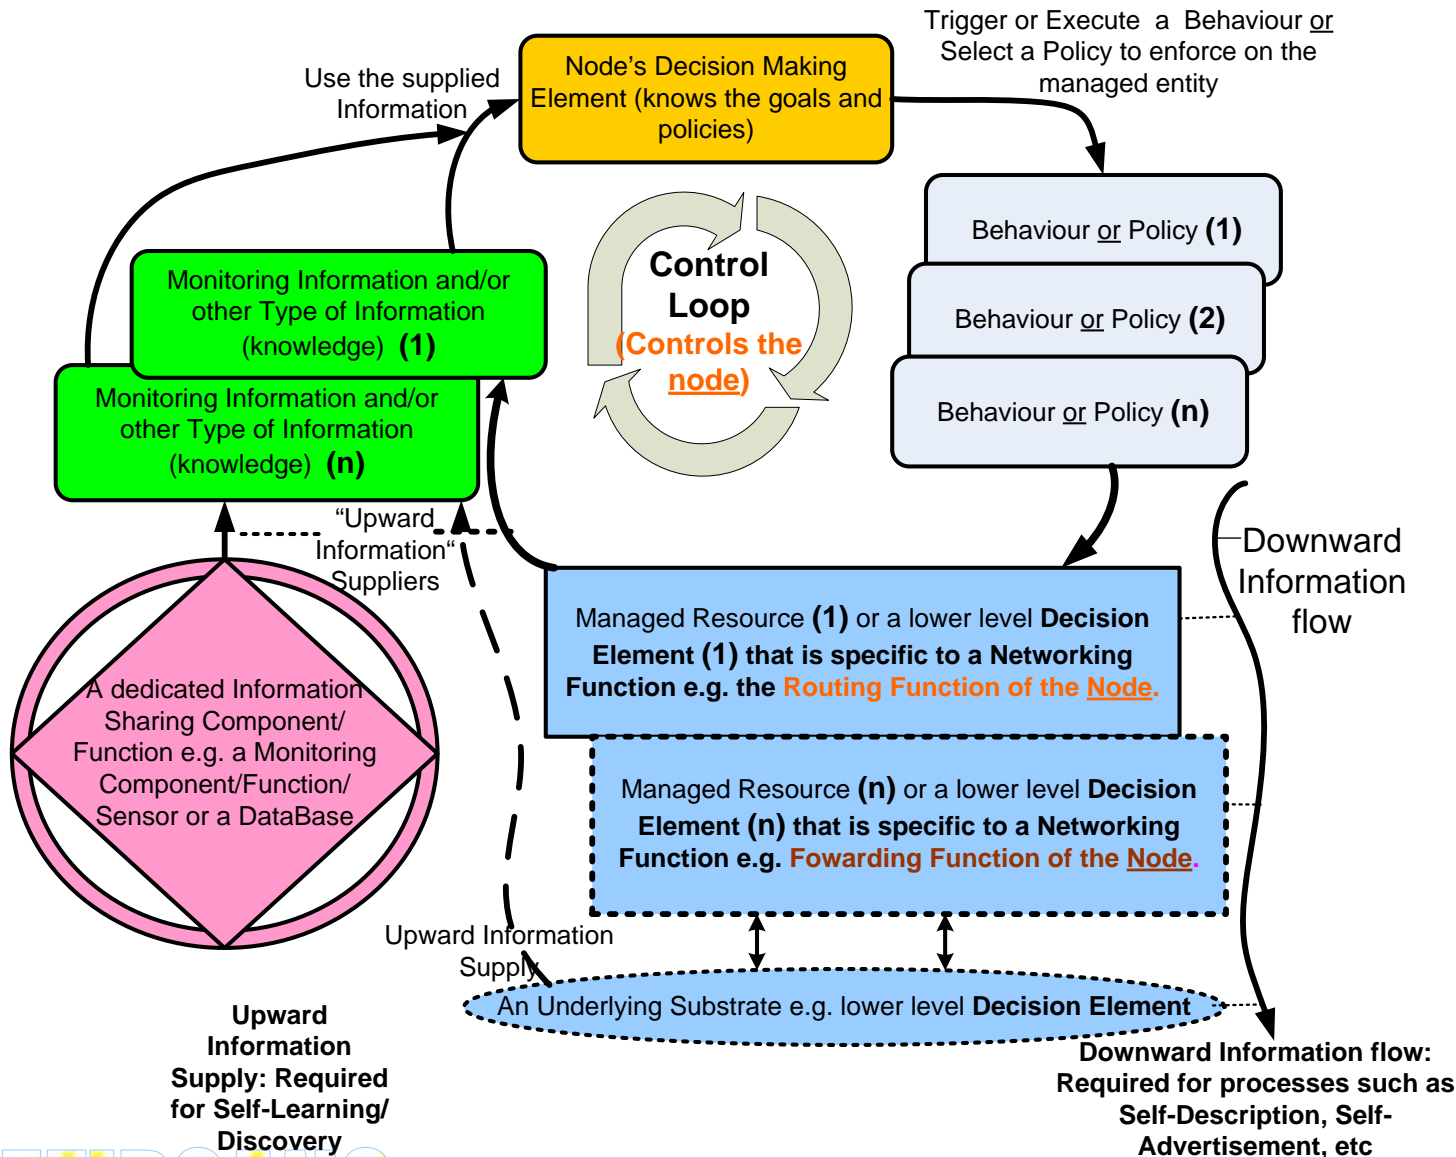 Trigger or Execute a Behaviour or
Select a Policy to enforce on the
managed entity
Use the supplied
Information
Node's Decision Making
Element (knows the goals and
policies)
Behaviour or Policy (1)
Behaviour or Policy (2)
Behaviour or Policy (n)
Control
Loop
(Controls the
node)
Monitoring Information and/or
other Type of Information
(knowledge) (1)
Monitoring Information and/or
other Type of Information
(knowledge) (n)
“Upward
Information“
Suppliers
Downward
Information
flow
Managed Resource (1) or a lower level Decision
Element (1) that is specific to a Networking
Function e.g. the Routing Function of the Node.
A dedicated Information
Sharing Component/
Function e.g. a Monitoring
Component/Function/
Sensor or a DataBase
Managed Resource (n) or a lower level Decision
Element (n) that is specific to a Networking
Function e.g. Fowarding Function of the Node.
Upward Information
Supply
An Underlying Substrate e.g. lower level Decision Element
Upward
Information
Supply: Required
for Self-Learning/
Discovery
Downward Information flow:
Required for processes such as
Self-Description, Self-
Advertisement, etc